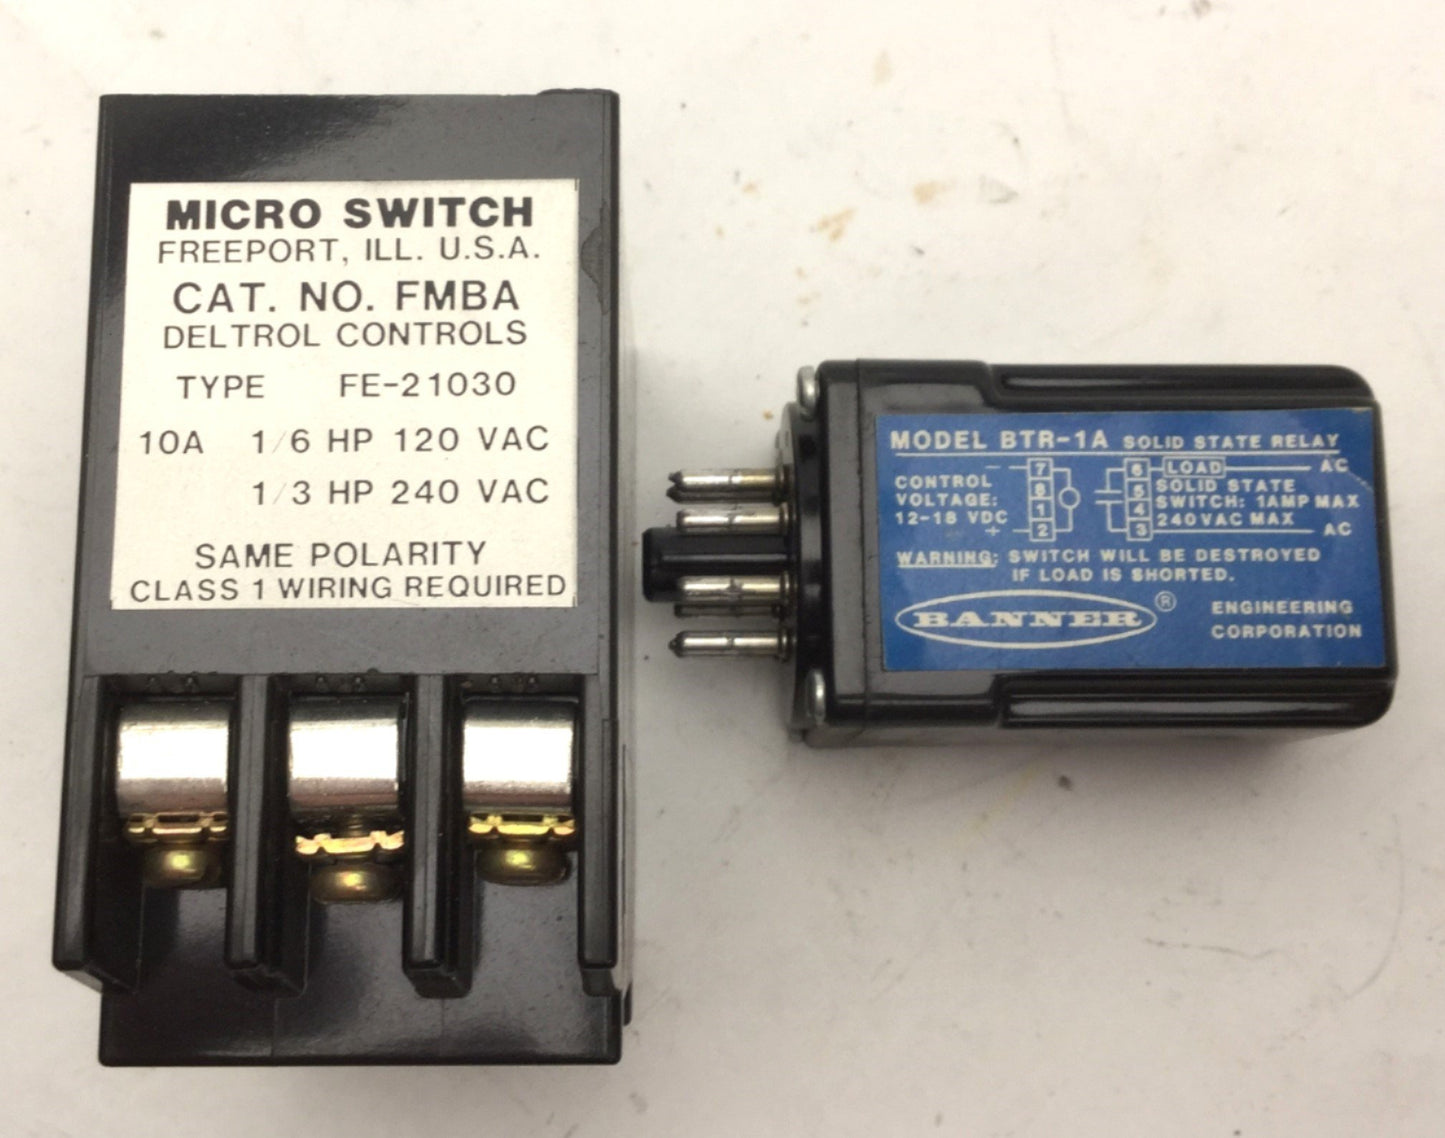 MICRO SWITCH
FREEPORT, ILL. U.S.A.
CAT. NO. FMBA
DELTROL CONTROLS
TYPE FE-21030
10A 1/6 HP 120 VAC
1/3 HP 240 VAC
SAME POLARITY
CLASS 1 WIRING REQUIRED
MODEL BTR-1A SOLID STATE RELAY
CONTROL
VOLTAGE:
12-18 VDC
-
+
7
8
1
2
6
5
4
3
LOAD AC
SOLID STATE
SWITCH: 1AMP MAX
240VAC MAX
AC
WARNING: SWITCH WILL BE DESTROYED
IF LOAD IS SHORTED.
BANNER ®
ENGINEERING
CORPORATION